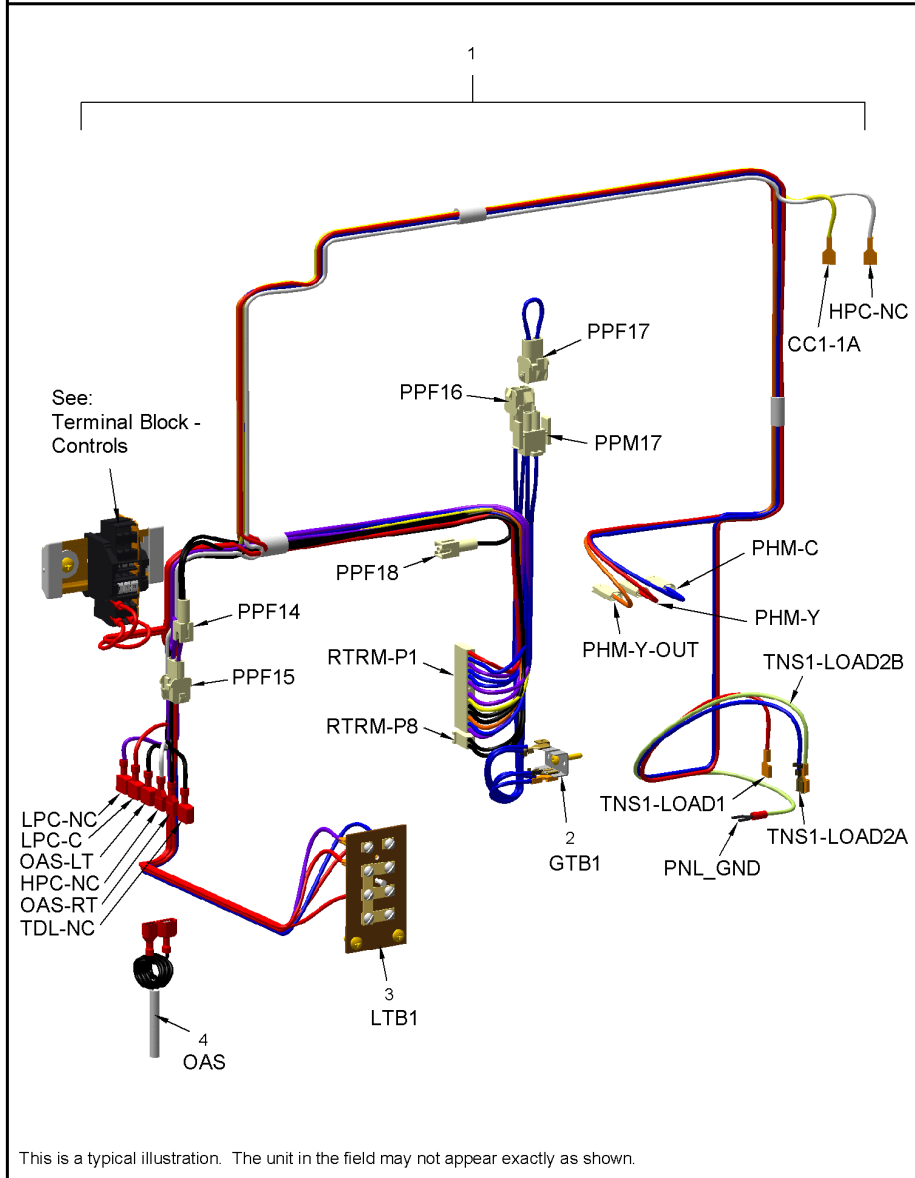 1
HPC-NC
CC1-1A
PPF17
PPF16
PPM17
See:
Terminal Block -
Controls
PPF18
PPF14
PPF15
RTRM-P1
RTRM-P8
PHM-C
PHM-Y
PHM-Y-OUT
TNS1-LOAD2B
TNS1-LOAD1
TNS1-LOAD2A
PNL_GND
2
GTB1
LPC-NC
LPC-C
OAS-LT
HPC-NC
OAS-RT
TDL-NC
3
LTB1
4
OAS
This is a typical illustration. The unit in the field may not appear exactly as shown.